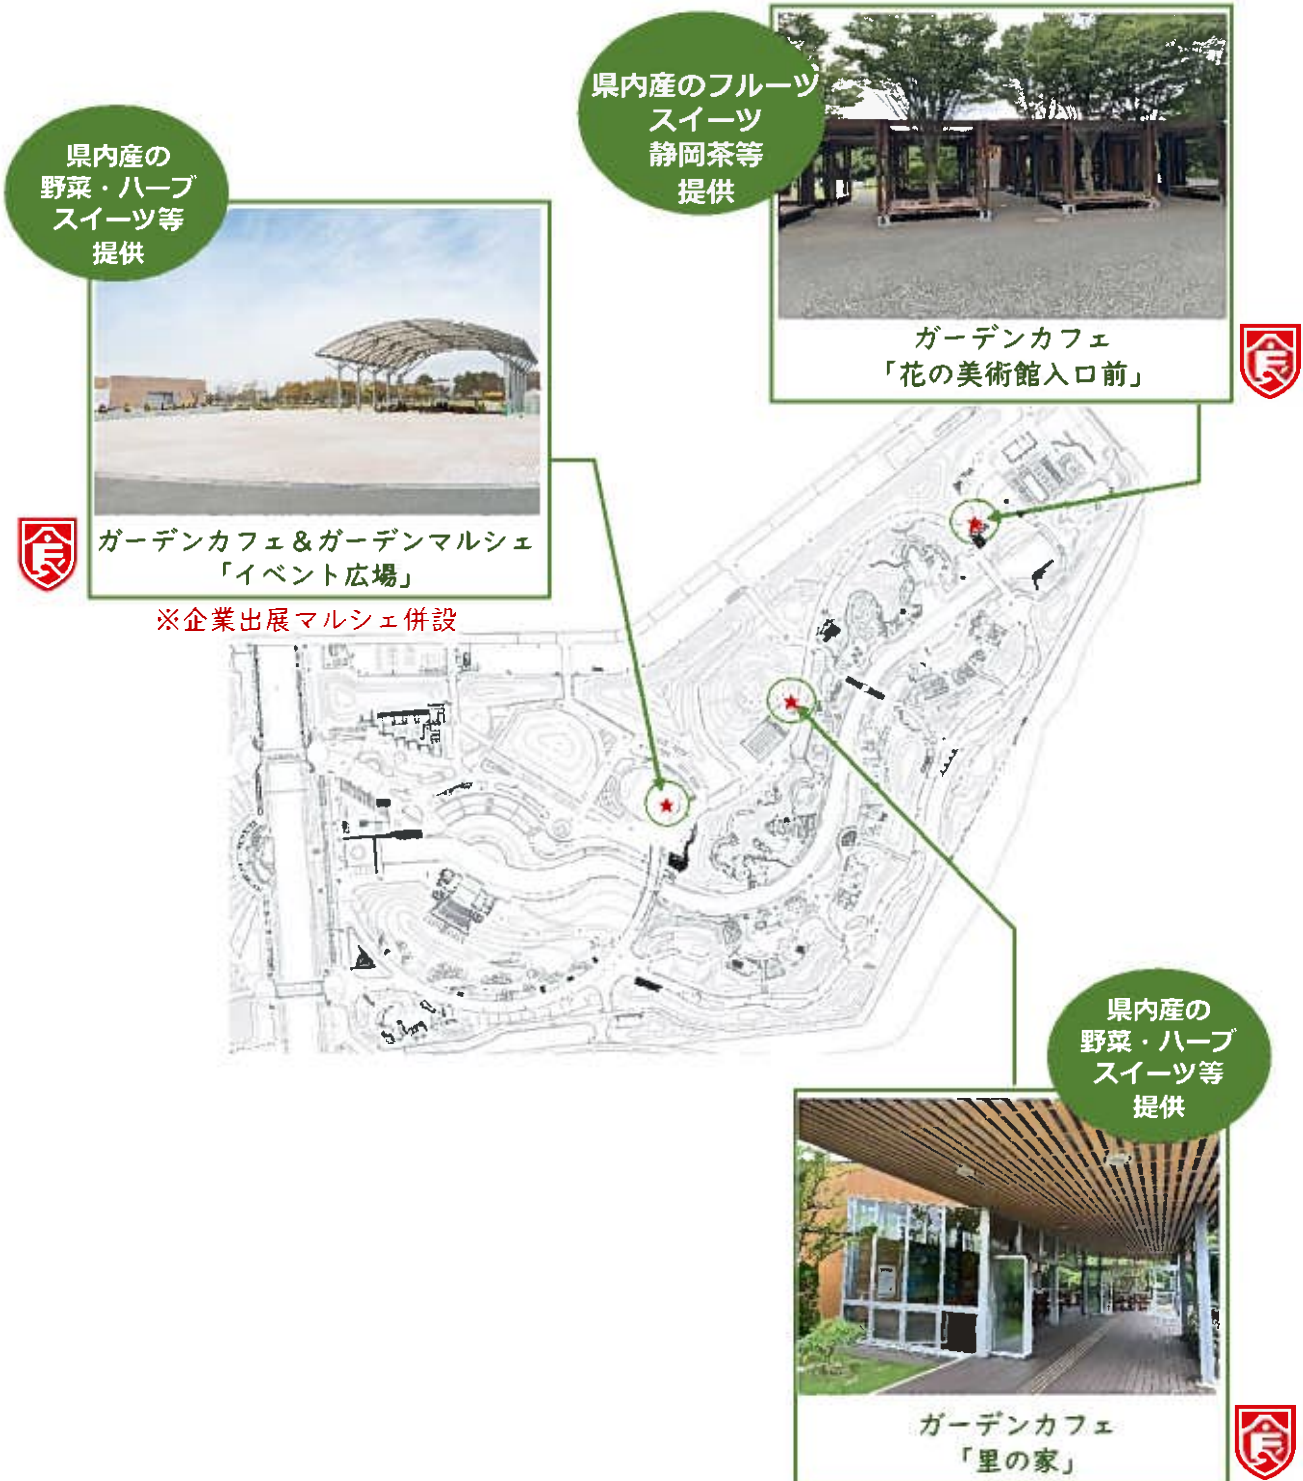 県内産のフルーツ
スイーツ
静岡茶等
提供
ガーデンカフェ
「花の美術館入口前」
県内産の
野菜・ハーブ
スイーツ等
提供
ガーデンカフェ&ガーデンマルシェ
「イベント広場」
※企業出展マルシェ併設
県内産の
野菜・ハーブ
スイーツ等
提供
ガーデンカフェ
「里の家」